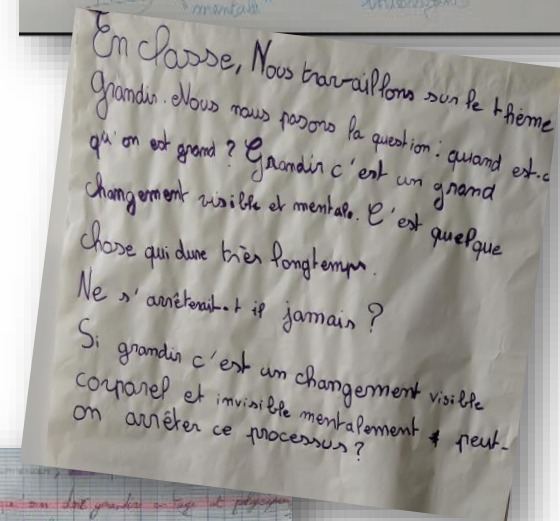 mentale"
En classe, Nous travaillons sur le thème
Grandir. Nous nous posons la question : quand est-c
qu'on est grand ? Grandir c'est un grand
changement visible et mentale. C'est quelque
chose qui dure très longtemps.
Ne s'arrêterait-t il jamais ?
Si grandir c'est un changement visible
corporel et invisible mentalement peut-
on arrêter ce processus ?